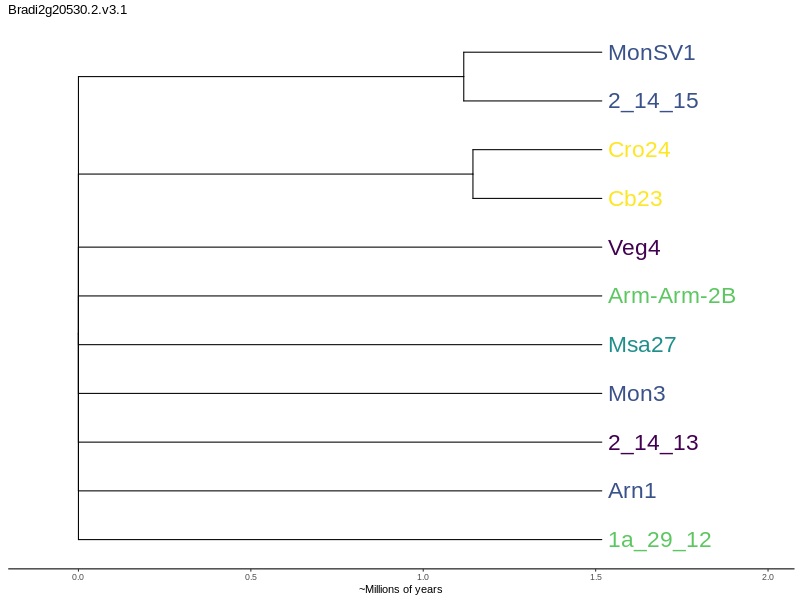 Bradi2g20530.2.v3.1
MonSV1
2_14_15
Cro24
Cb23
Veg4
Arm-Arm-2B
Msa27
Mon3
2_14_13
Arn1
1a_29_12
0.0 0.5 1.0 1.5 2.0
~Millions of years